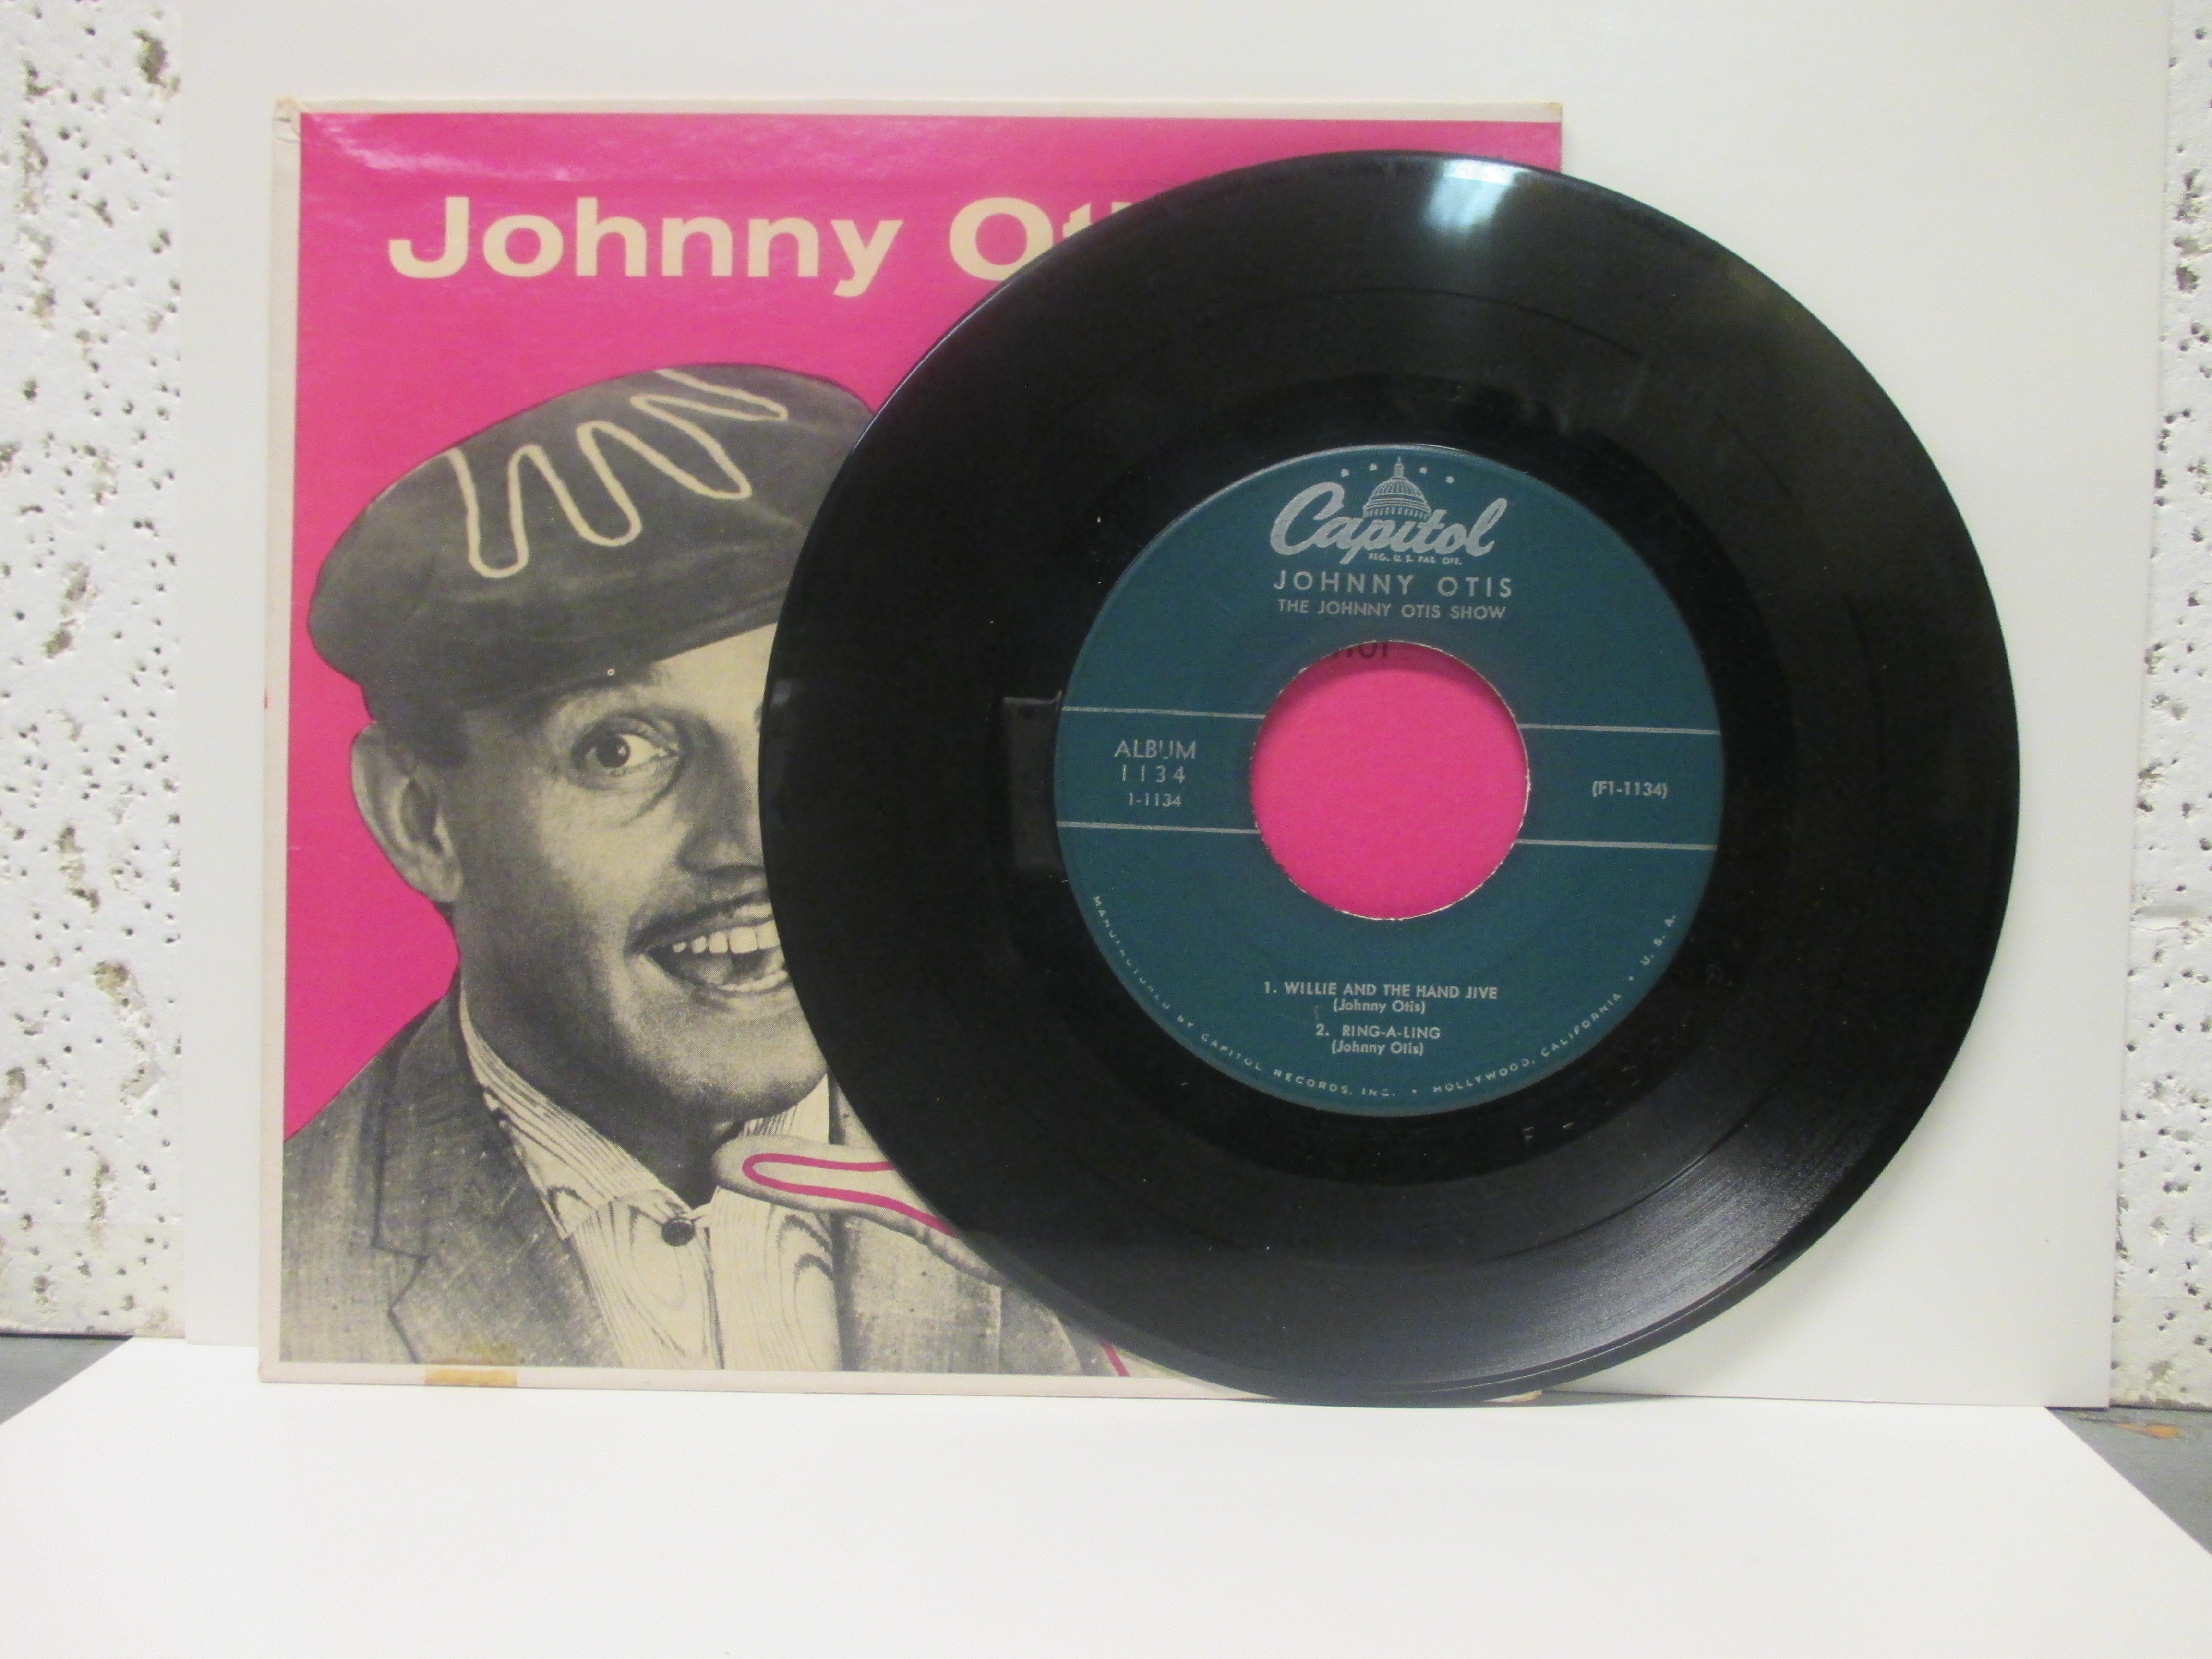 Johnny Oti
Capitol
REG. U. S. PAT. OFF.
JOHNNY OTIS
THE JOHNNY OTIS SHOW
ALBUM
1134
1-1134
(F1-1134)
1. WILLIE AND THE HAND JIVE
(Johnny Otis)
2. RING-A-LING
(Johnny Otis)
MANUFACTURED BY CAPITOL RECORDS, INC. • HOLLYWOOD, CALIFORNIA • U. S. A.